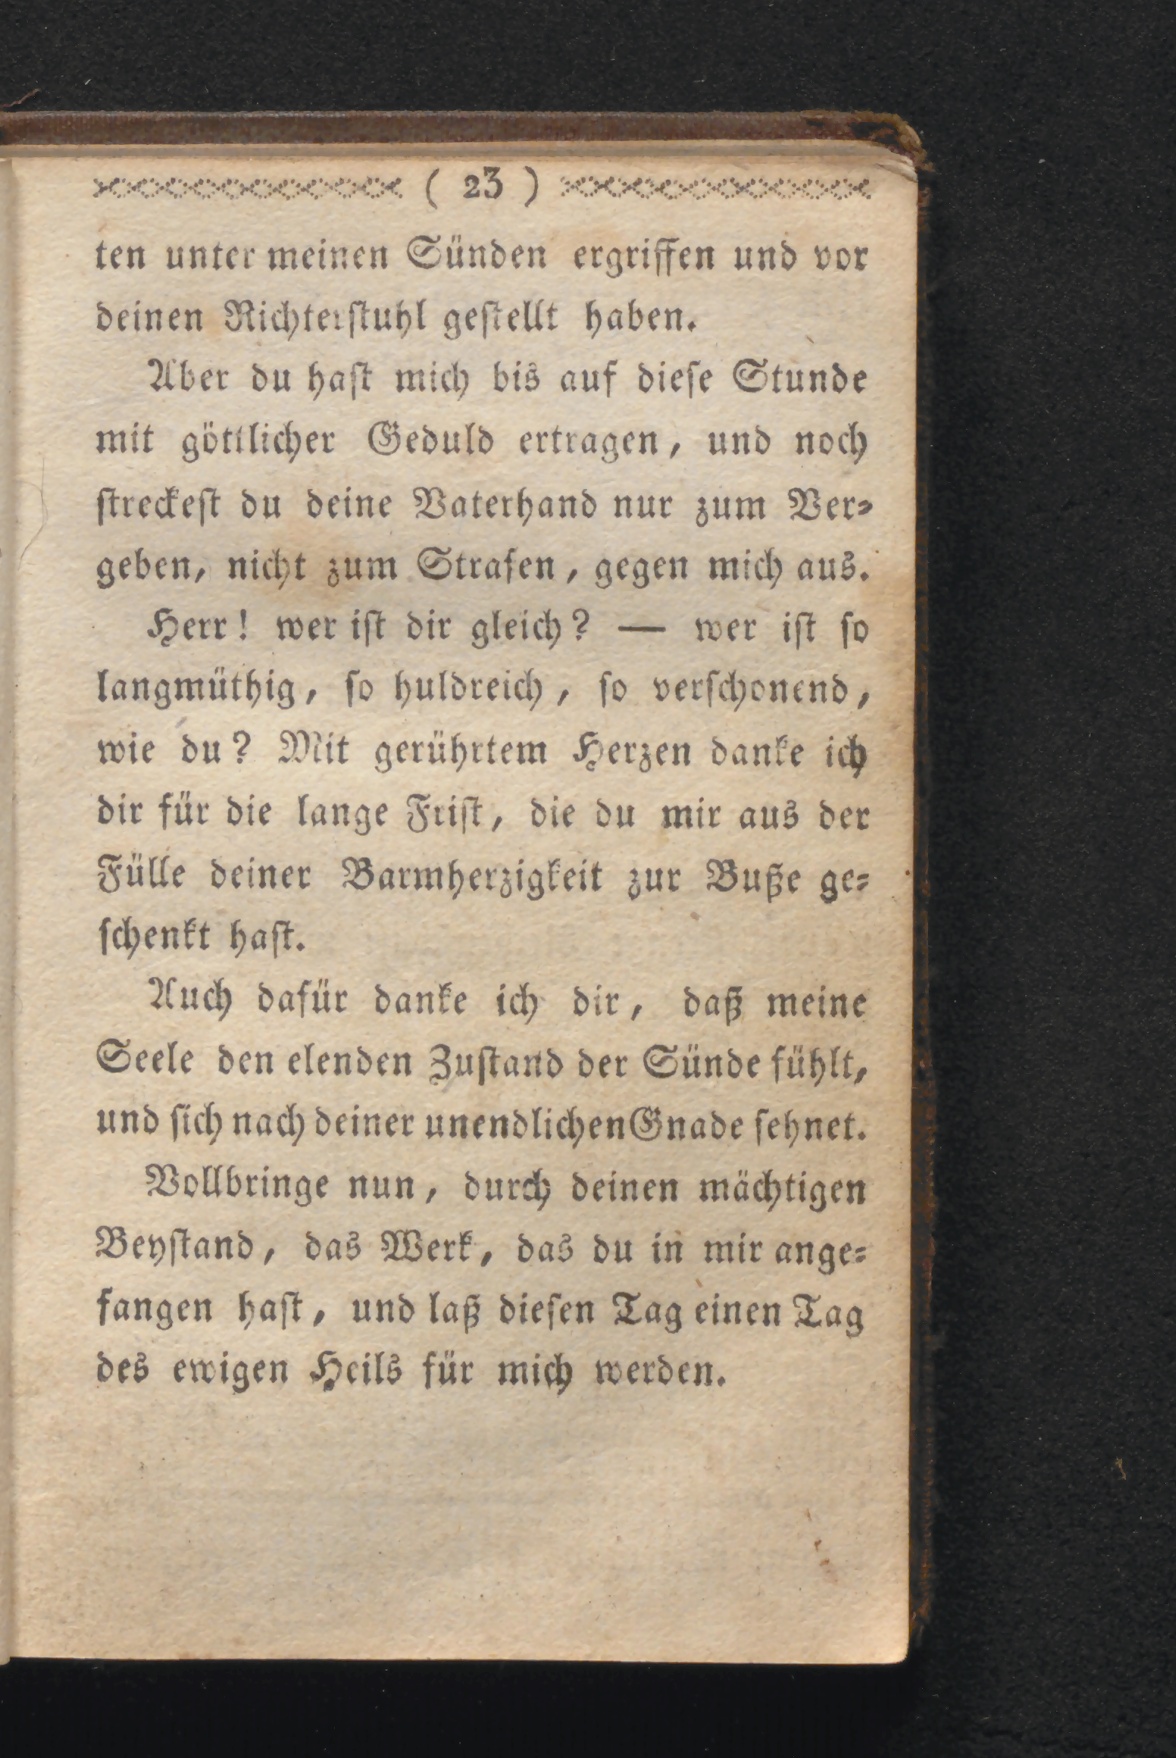 ( 23 )
ten unter meinen Sünden ergriffen und vor
deinen Richterſtuhl geſtellt haben.
Aber du haſt mich bis auf dieſe Stunde
mit göttlicher Geduld ertragen, und noch
ſtreckeſt du deine Vaterhand nur zum Ver⸗
geben, nicht zum Strafen, gegen mich aus.
Herr! wer iſt dir gleich? — wer iſt ſo
langmüthig, ſo huldreich, ſo verſchonend,
wie du? Mit gerührtem Herzen danke ich
dir für die lange Friſt, die du mir aus der
Fülle deiner Barmherzigkeit zur Buße ge⸗
ſchenkt haſt.
Auch dafür danke ich dir, daß meine
Seele den elenden Zuſtand der Sünde fühlt,
und ſich nach deiner unendlichen Gnade ſehnet.
Vollbringe nun, durch deinen mächtigen
Beyſtand, das Werk, das du in mir ange⸗
fangen haſt, und laß dieſen Tag einen Tag
des ewigen Heils für mich werden.